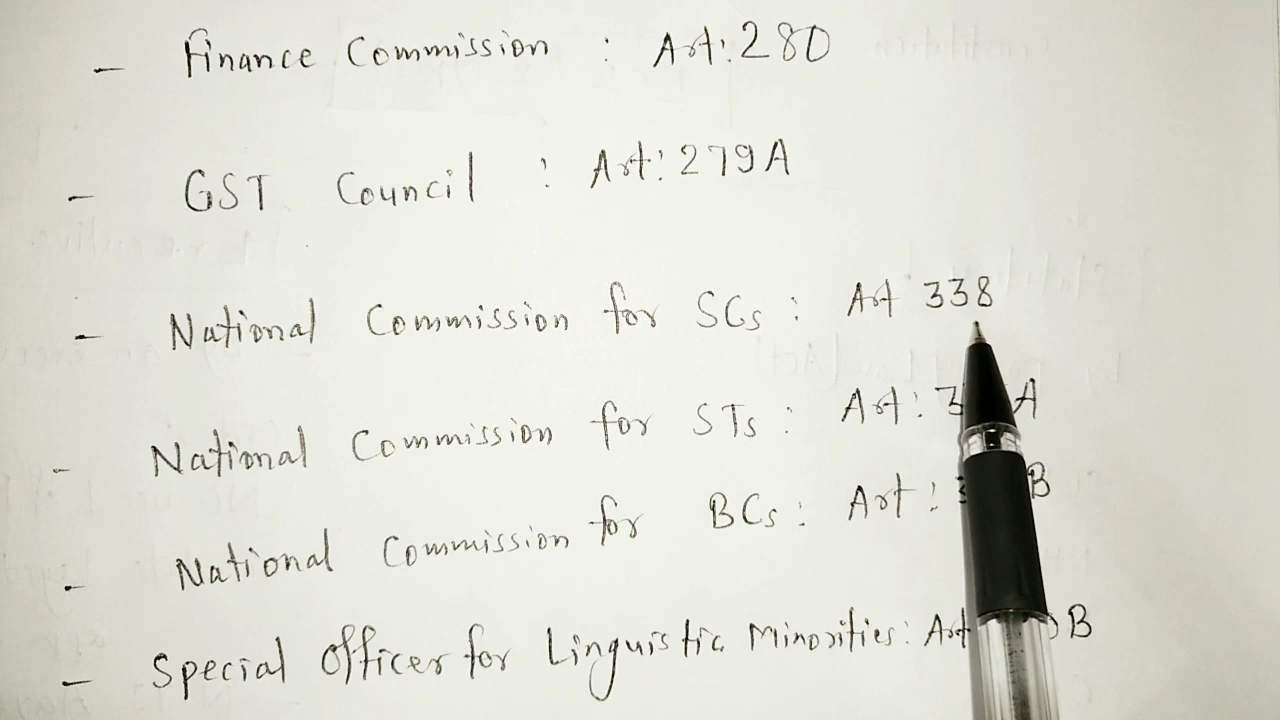 - Finance Commission : Art: 280
- GST Council : Art: 279A
- National Commission for SCs : Art 338
- National Commission for STs : Art: A
- National Commission for BCs : Art : B
- Special Officer for Linguistic Minorities : Art B